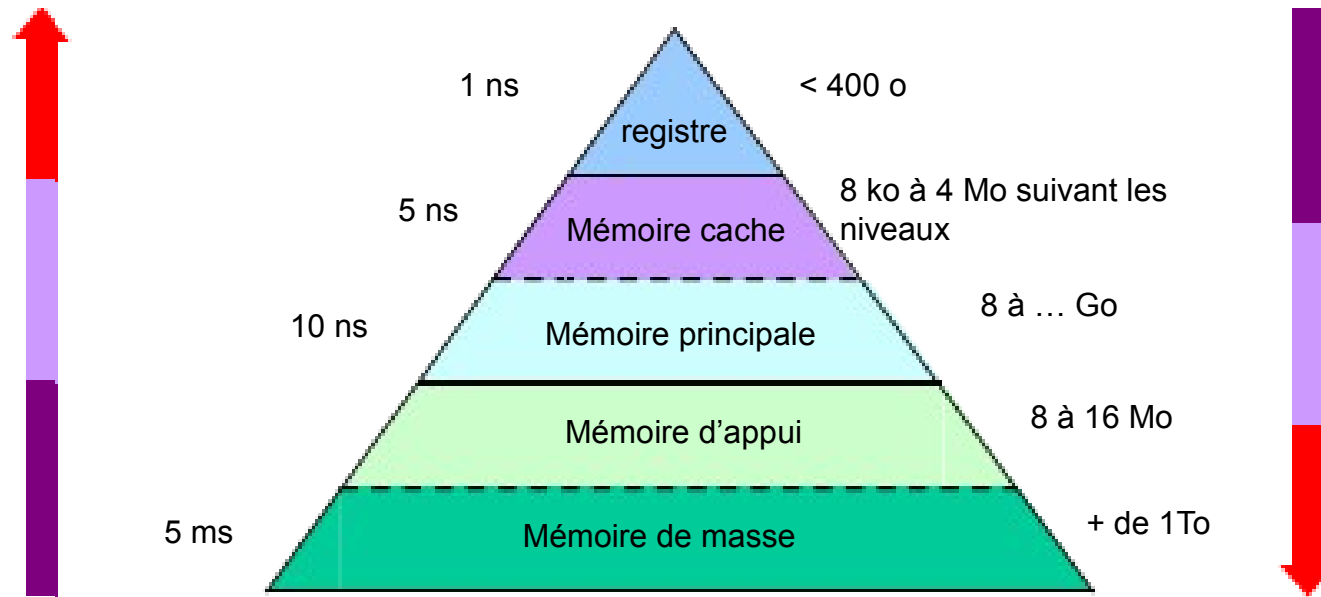 1 ns
< 400 o
registre
8 ko à 4 Mo suivant les
niveaux
5 ns
Mémoire cache
8 à … Go
10 ns
Mémoire principale
8 à 16 Mo
Mémoire d’appui
+ de 1To
5 ms
Mémoire de masse